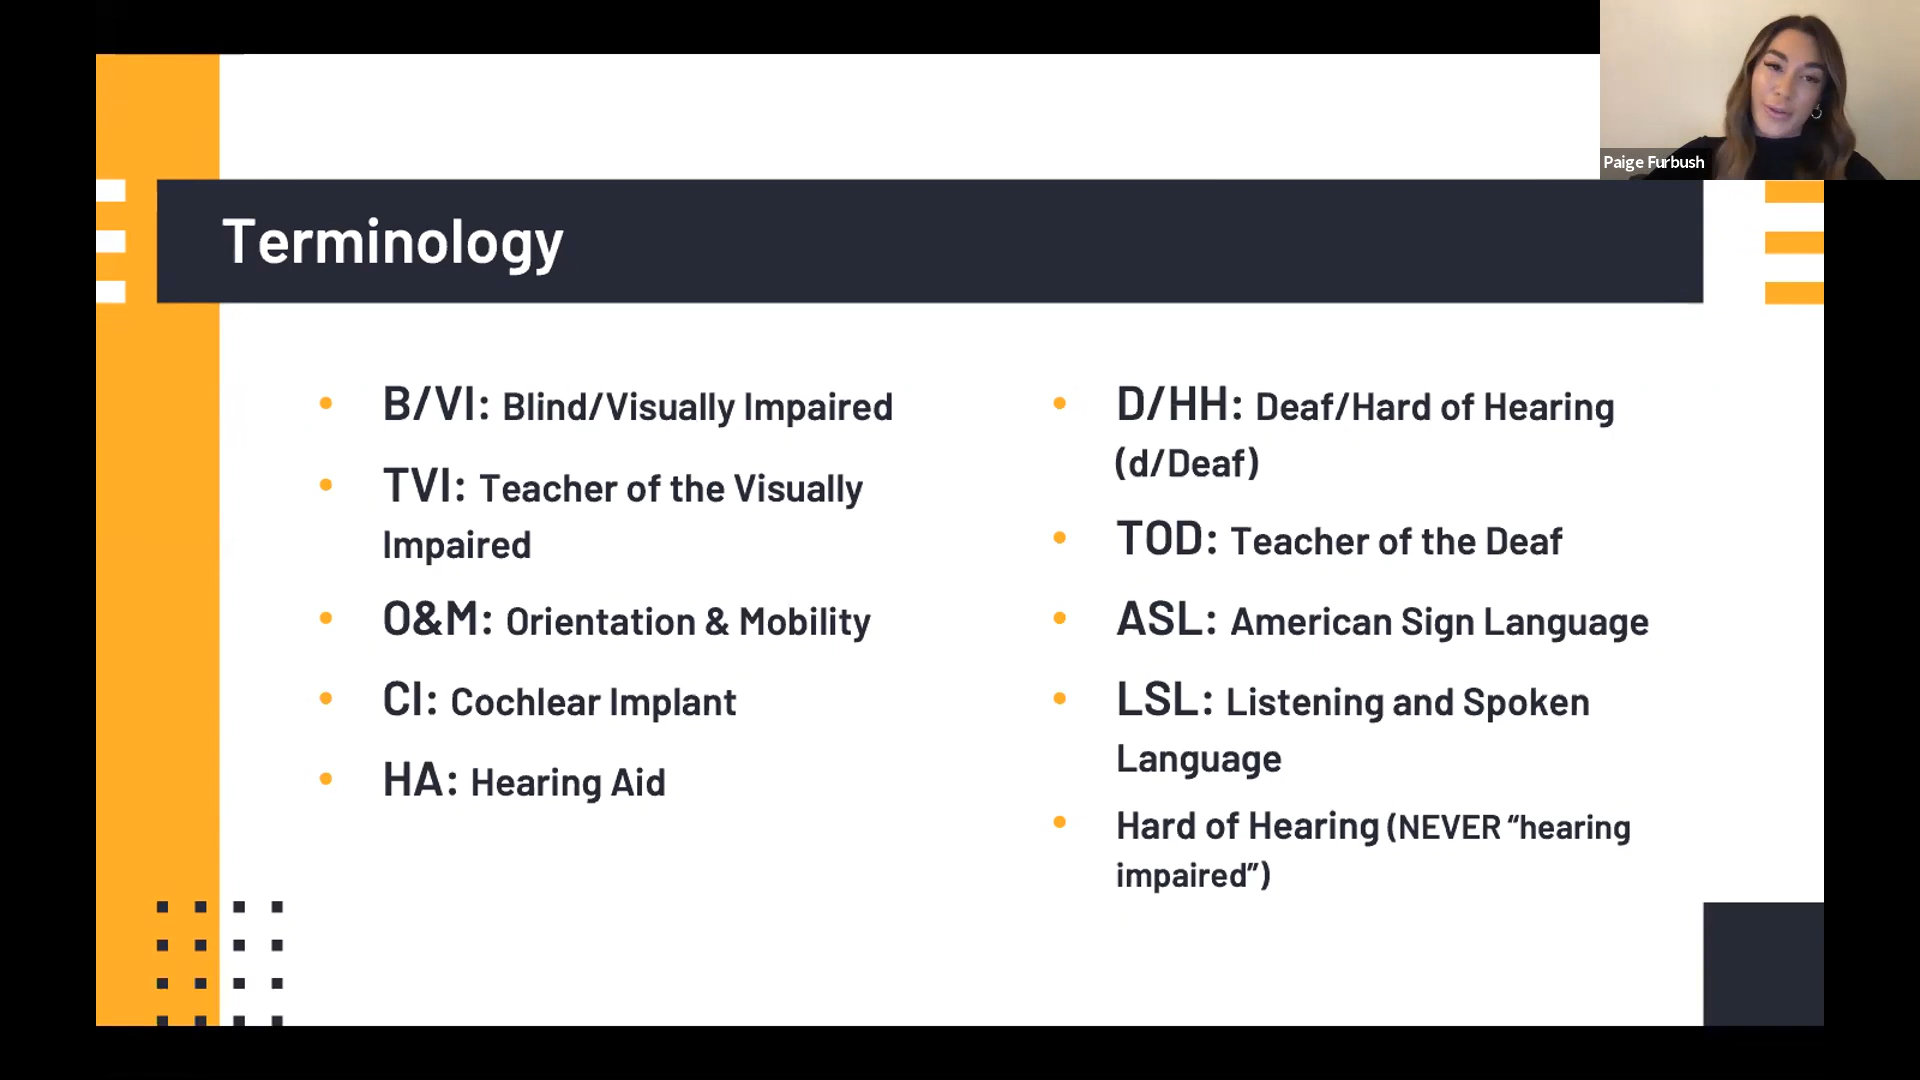 Paige Furbush
Terminology
B/VI: Blind/Visually Impaired
TVI: Teacher of the Visually
Impaired
O&M: Orientation & Mobility
CI: Cochlear Implant
HA: Hearing Aid
D/HH: Deaf/Hard of Hearing
(d/Deaf)
TOD: Teacher of the Deaf
ASL: American Sign Language
LSL: Listening and Spoken
Language
Hard of Hearing (NEVER “hearing
impaired”)